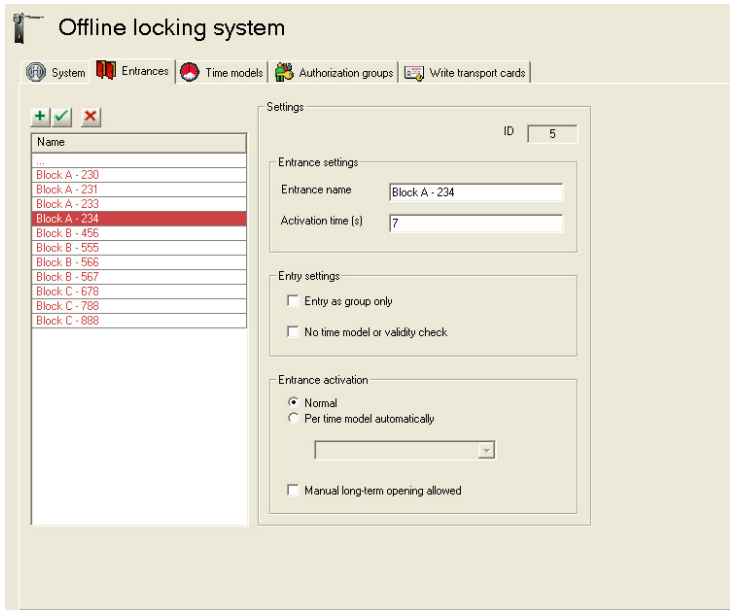 Offline locking system
System Entrances Time models Authorization groups Write transport cards
Settings
ID 5
Name
...
Block A - 230
Block A - 231
Block A - 233
Block A - 234
Block B - 456
Block B - 555
Block B - 566
Block B - 567
Block C - 678
Block C - 788
Block C - 888
Entrance settings
Entrance name Block A - 234
Activation time (s) 7
Entry settings
Entry as group only
No time model or validity check
Entrance activation
Normal
Per time model automatically
Manual long-term opening allowed